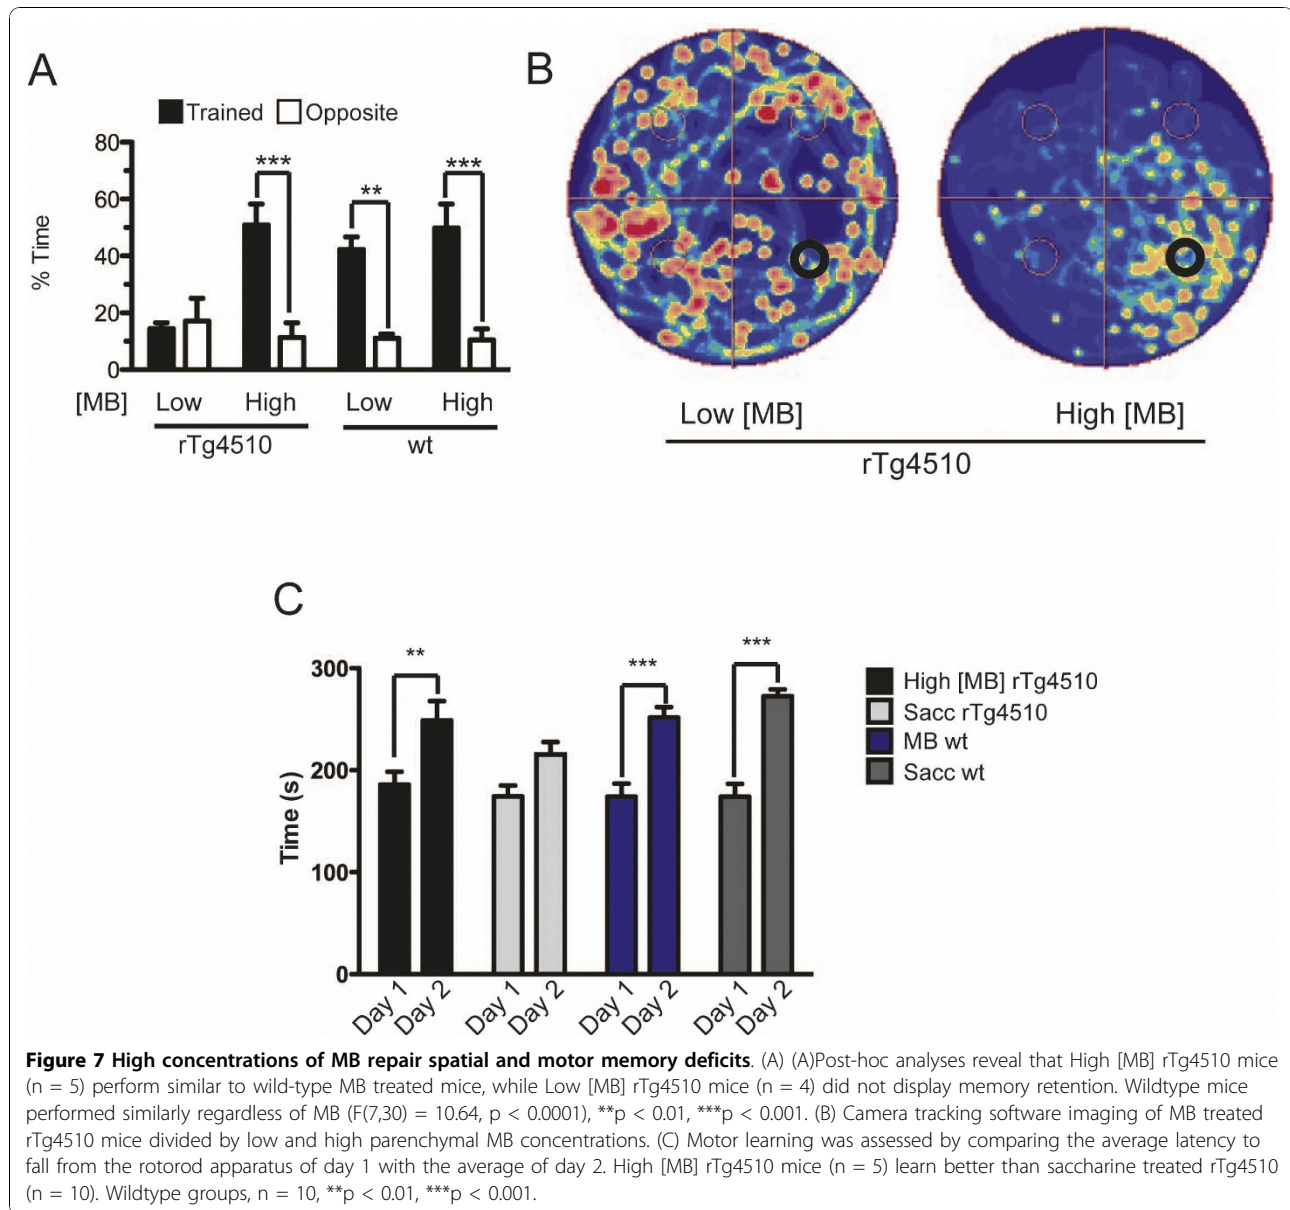 A
Trained Opposite
80
60
40
20
0
% Time
***
**
***
[MB] Low High Low High
rTg4510 wt
B
Low [MB] High [MB]
rTg4510
C
300
200
100
0
Time (s)
**
***
***
Day 1 Day 2 Day 1 Day 2 Day 1 Day 2 Day 1 Day 2
High [MB] rTg4510
Sacc rTg4510
MB wt
Sacc wt
Figure 7 High concentrations of MB repair spatial and motor memory deficits. (A) (A)Post-hoc analyses reveal that High [MB] rTg4510 mice
(n = 5) perform similar to wild-type MB treated mice, while Low [MB] rTg4510 mice (n = 4) did not display memory retention. Wildtype mice
performed similarly regardless of MB (F(7,30) = 10.64, p < 0.0001), **p < 0.01, ***p < 0.001. (B) Camera tracking software imaging of MB treated
rTg4510 mice divided by low and high parenchymal MB concentrations. (C) Motor learning was assessed by comparing the average latency to
fall from the rotorod apparatus of day 1 with the average of day 2. High [MB] rTg4510 mice (n = 5) learn better than saccharine treated rTg4510
(n = 10). Wildtype groups, n = 10, **p < 0.01, ***p < 0.001.